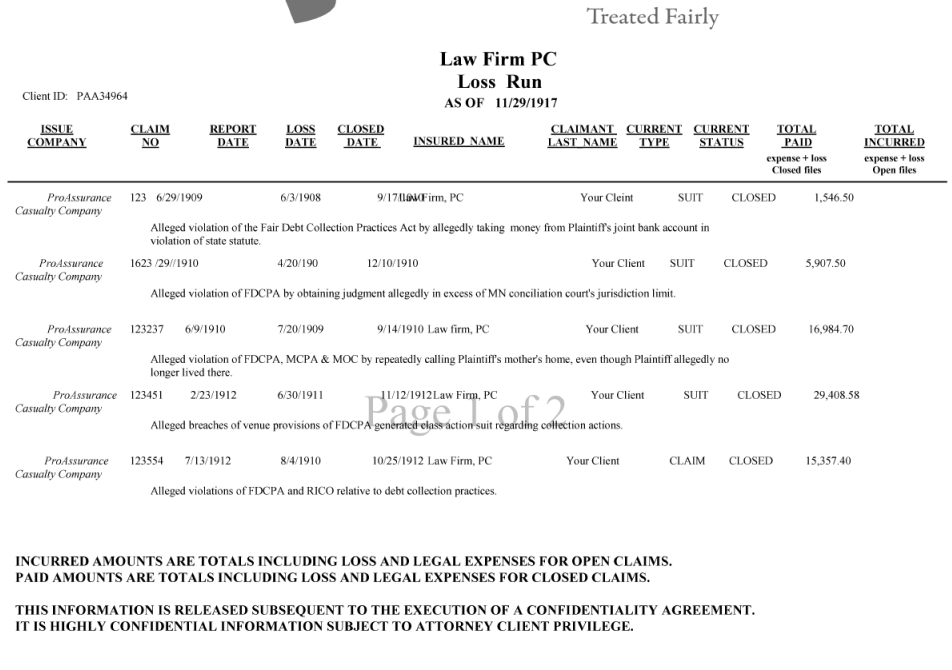 Treated Fairly
Law Firm PC
Loss Run
Client ID: PAA34964
AS OF 11/29/1917
ISSUE COMPANY CLAIM NO REPORT DATE LOSS DATE CLOSED DATE INSURED NAME CLAIMANT LAST NAME CURRENT TYPE CURRENT STATUS TOTAL PAID TOTAL INCURRED
expense + loss expense + loss
Closed files Open files
ProAssurance 123 6/29/1909 6/3/1908 9/17/1910 Law Firm, PC Your Cleint SUIT CLOSED 1,546.50
Casualty Company
Alleged violation of the Fair Debt Collection Practices Act by allegedly taking money from Plaintiff's joint bank account in
violation of state statute.
ProAssurance 1623 /29//1910 4/20/190 12/10/1910 Your Client SUIT CLOSED 5,907.50
Casualty Company
Alleged violation of FDCPA by obtaining judgment allegedly in excess of MN conciliation court's jurisdiction limit.
ProAssurance 123237 6/9/1910 7/20/1909 9/14/1910 Law firm, PC Your Client SUIT CLOSED 16,984.70
Casualty Company
Alleged violation of FDCPA, MCPA & MOC by repeatedly calling Plaintiff's mother's home, even though Plaintiff allegedly no
longer lived there.
ProAssurance 123451 2/23/1912 6/30/1911 11/12/1912 Law Firm, PC Your Client SUIT CLOSED 29,408.58
Casualty Company
Page 1 of 2
Alleged breaches of venue provisions of FDCPA generated class action suit regarding collection actions.
ProAssurance 123554 7/13/1912 8/4/1910 10/25/1912 Law Firm, PC Your Client CLAIM CLOSED 15,357.40
Casualty Company
Alleged violations of FDCPA and RICO relative to debt collection practices.
INCURRED AMOUNTS ARE TOTALS INCLUDING LOSS AND LEGAL EXPENSES FOR OPEN CLAIMS.
PAID AMOUNTS ARE TOTALS INCLUDING LOSS AND LEGAL EXPENSES FOR CLOSED CLAIMS.
THIS INFORMATION IS RELEASED SUBSEQUENT TO THE EXECUTION OF A CONFIDENTIALITY AGREEMENT.
IT IS HIGHLY CONFIDENTIAL INFORMATION SUBJECT TO ATTORNEY CLIENT PRIVILEGE.